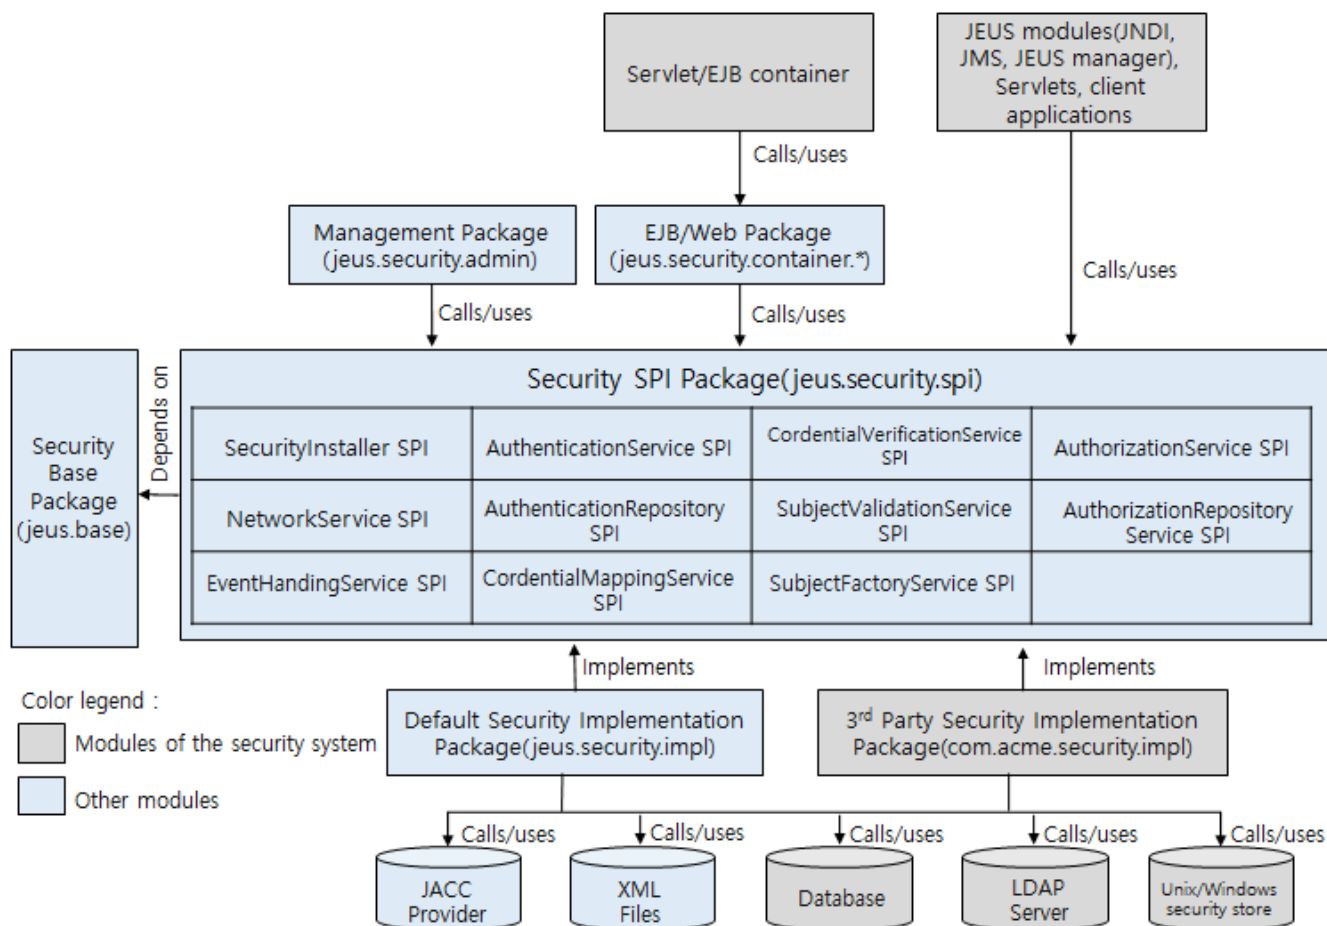 Servlet/EJB container
JEUS modules(JNDI,
JMS, JEUS manager),
Servlets, client
applications
Calls/uses
Management Package
(jeus.security.admin)
EJB/Web Package
(jeus.security.container.*)
Calls/uses
Calls/uses
Calls/uses
Security
Base
Package
(jeus.base)
Depends on
Security SPI Package(jeus.security.spi)
SecurityInstaller SPI
AuthenticationService SPI
CordentialVerificationService
SPI
AuthorizationService SPI
NetworkService SPI
AuthenticationRepository
SPI
SubjectValidationService
SPI
AuthorizationRepository
Service SPI
EventHandingService SPI
CordentialMappingService
SPI
SubjectFactoryService SPI
Implements
Implements
Color legend :
Modules of the security system
Other modules
Default Security Implementation
Package(jeus.security.impl)
3rd Party Security Implementation
Package(com.acme.security.impl)
Calls/uses
Calls/uses
Calls/uses
Calls/uses
Calls/uses
JACC
Provider
XML
Files
Database
LDAP
Server
Unix/Windows
security store